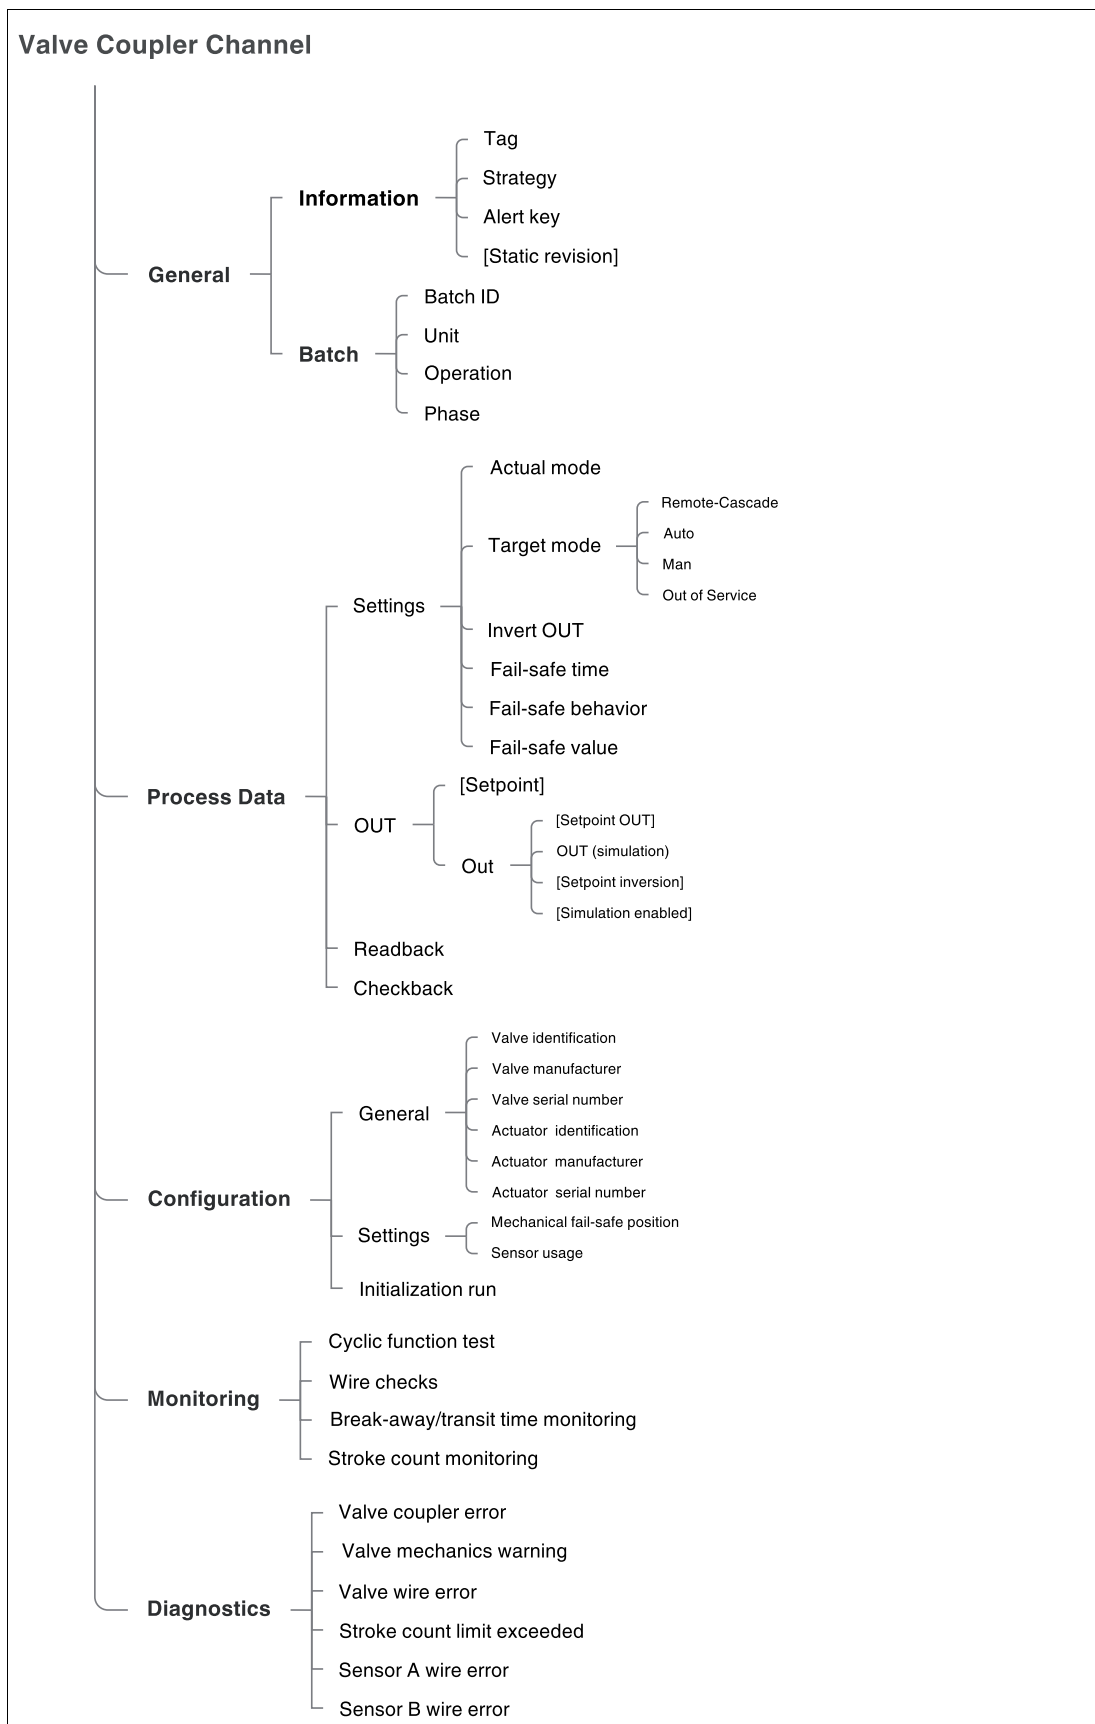 Valve Coupler Channel
General
Information
Tag
Strategy
Alert key
[Static revision]
Batch
Batch ID
Unit
Operation
Phase
Process Data
Settings
Actual mode
Target mode
Remote-Cascade
Auto
Man
Out of Service
Invert OUT
Fail-safe time
Fail-safe behavior
Fail-safe value
OUT
[Setpoint]
Out
[Setpoint OUT]
OUT (simulation)
[Setpoint inversion]
[Simulation enabled]
Readback
Checkback
Configuration
General
Valve identification
Valve manufacturer
Valve serial number
Actuator identification
Actuator manufacturer
Actuator serial number
Settings
Mechanical fail-safe position
Sensor usage
Initialization run
Monitoring
Cyclic function test
Wire checks
Break-away/transit time monitoring
Stroke count monitoring
Diagnostics
Valve coupler error
Valve mechanics warning
Valve wire error
Stroke count limit exceeded
Sensor A wire error
Sensor B wire error